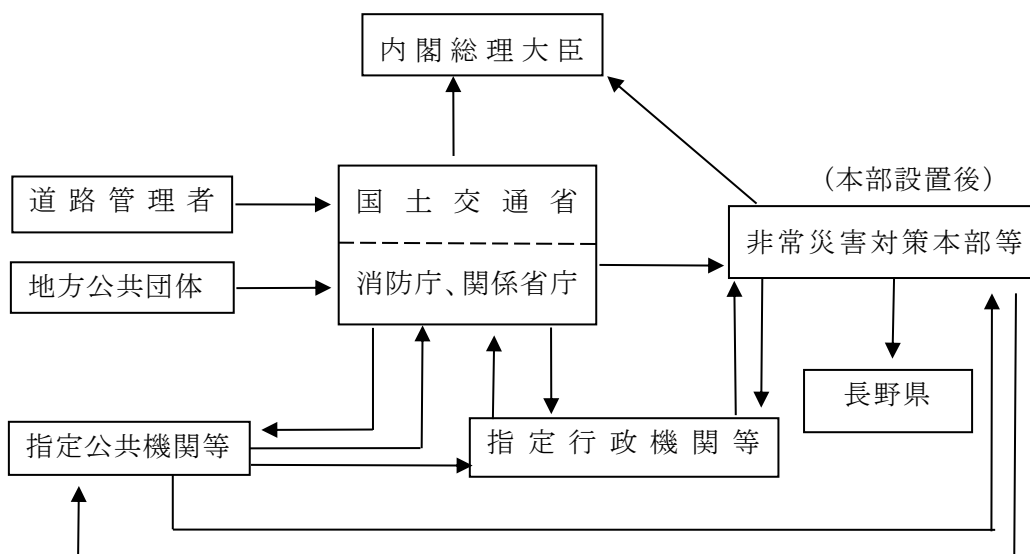 内閣総理大臣
(本部設置後)
道路管理者
国土交通省
非常災害対策本部等
地方公共団体
消防庁、関係省庁
長野県
指定公共機関等
指定行政機関等